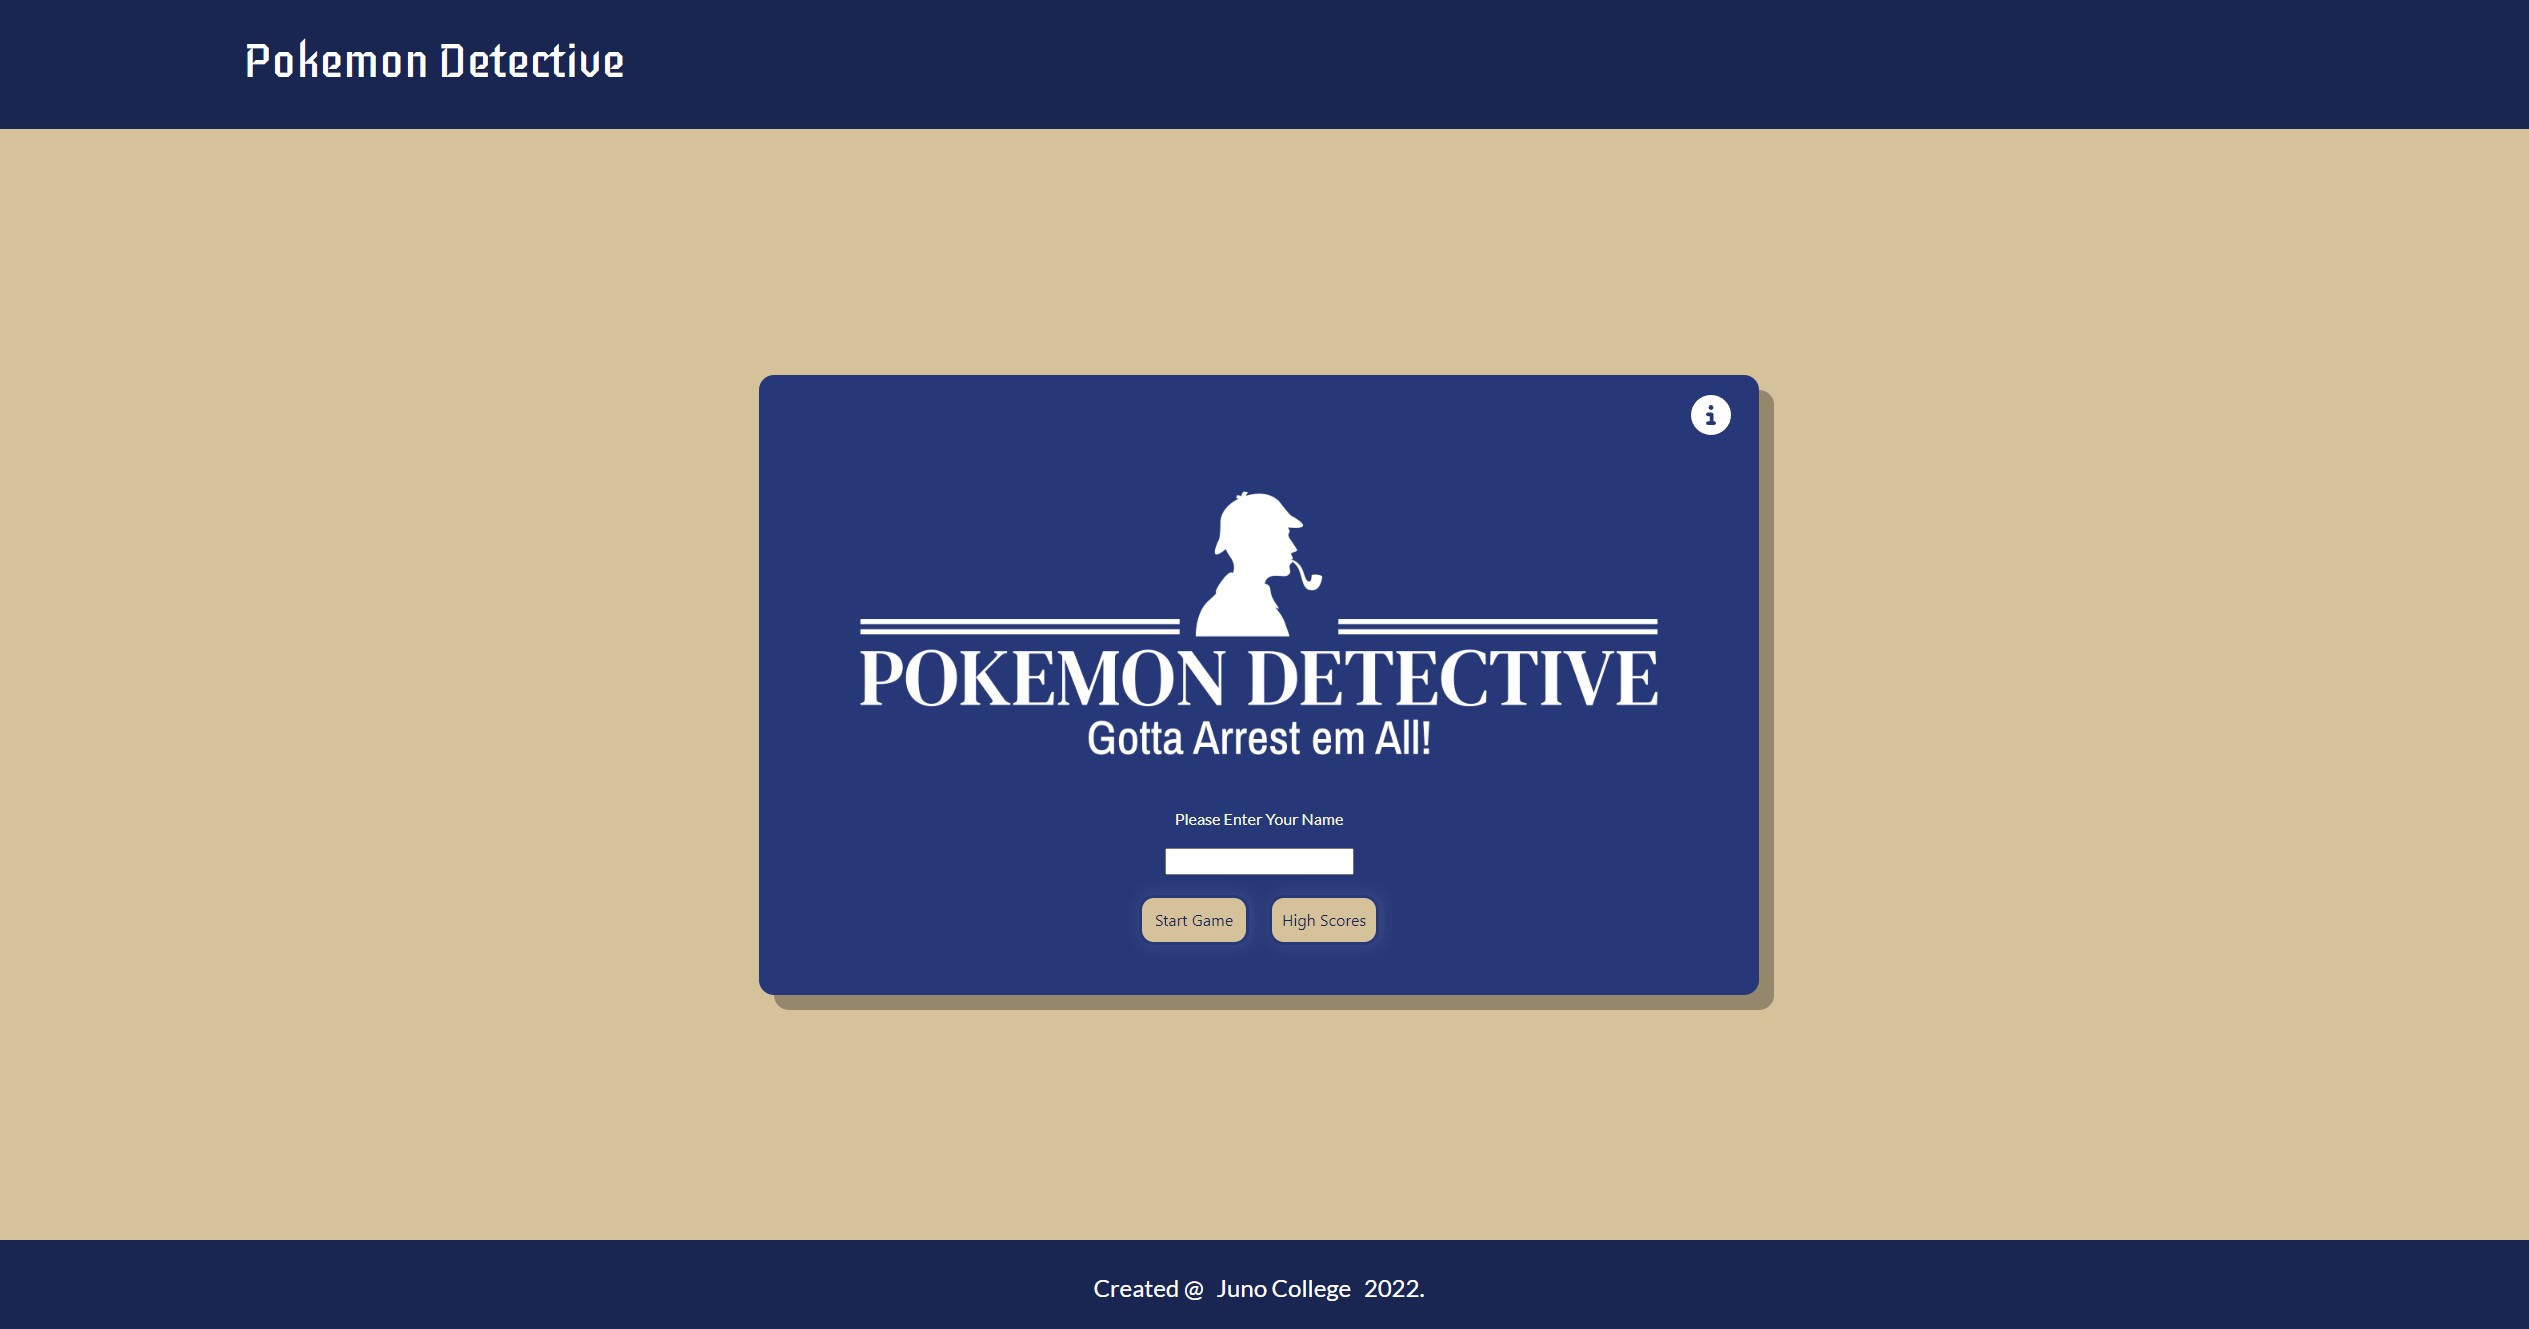 Pokemon Detective
POKEMON DETECTIVE
Gotta Arrest em All!
Please Enter Your Name
Start Game
High Scores
Created @ Juno College 2022.